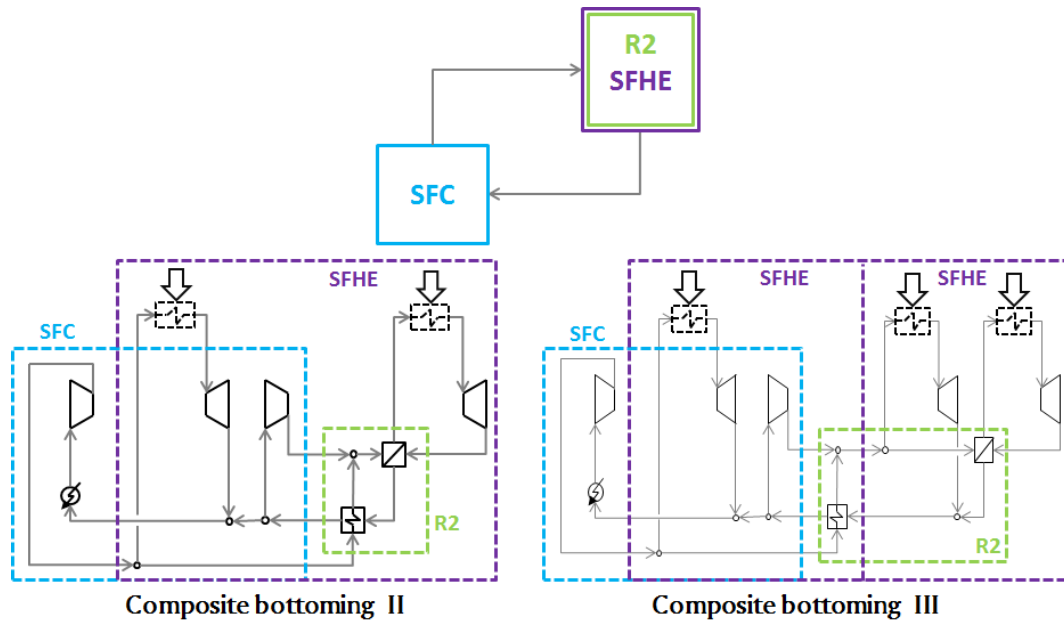 R2
SFHE
SFC
SFHE
SFC
R2
SFHE
SFHE
SFC
R2
Composite bottoming II
Composite bottoming III